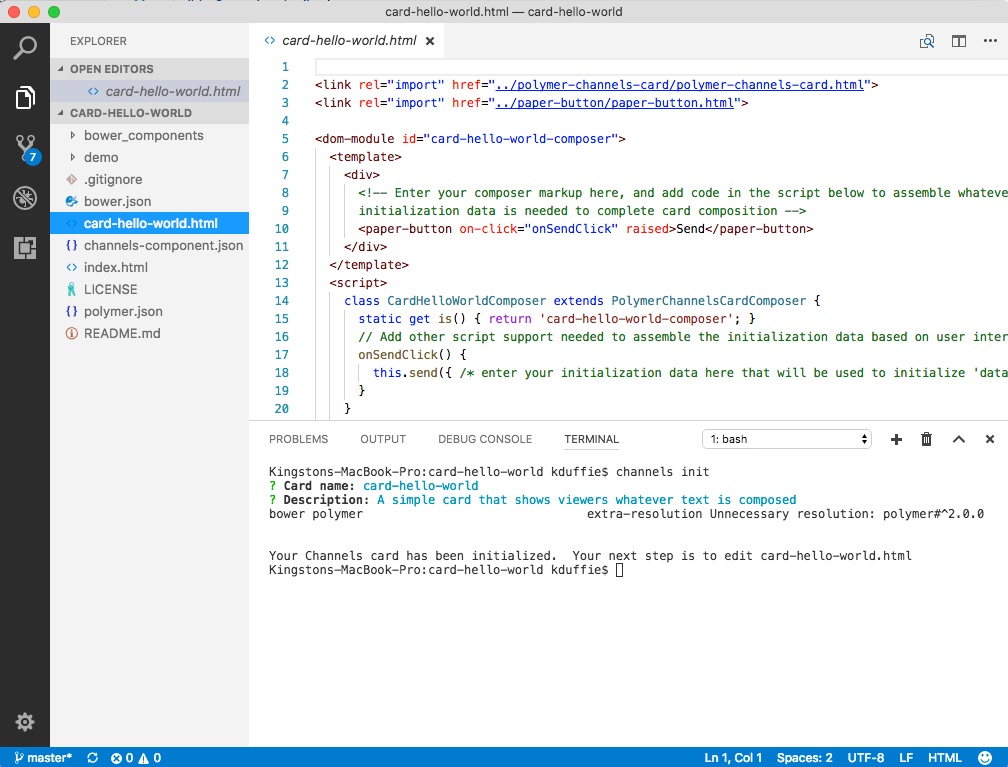 card-hello-world.html — card-hello-world
EXPLORER
OPEN EDITORS
card-hello-world.html
CARD-HELLO-WORLD
bower_components
demo
.gitignore
bower.json
card-hello-world.html
channels-component.json
index.html
LICENSE
polymer.json
README.md
7
card-hello-world.html
1
2 <link rel="import" href="../polymer-channels-card/polymer-channels-card.html">
3 <link rel="import" href="../paper-button/paper-button.html">
4
5 <dom-module id="card-hello-world-composer">
6 <template>
7 <div>
8 <!-- Enter your composer markup here, and add code in the script below to assemble whateve
9 initialization data is needed to complete card composition -->
10 <paper-button on-click="onSendClick" raised>Send</paper-button>
11 </div>
12 </template>
13 <script>
14 class CardHelloWorldComposer extends PolymerChannelsCardComposer {
15 static get is() { return 'card-hello-world-composer'; }
16 // Add other script support needed to assemble the initialization data based on user inter
17 onSendClick() {
18 this.send({ /* enter your initialization data here that will be used to initialize 'data
19 }
20 }
PROBLEMS OUTPUT DEBUG CONSOLE TERMINAL 1: bash
Kingstons-MacBook-Pro:card-hello-world kduffie$ channels init
? Card name: card-hello-world
? Description: A simple card that shows viewers whatever text is composed
bower polymer extra-resolution Unnecessary resolution: polymer#^2.0.0
Your Channels card has been initialized. Your next step is to edit card-hello-world.html
Kingstons-MacBook-Pro:card-hello-world kduffie$
master* 0 0 Ln 1, Col 1 Spaces: 2 UTF-8 LF HTML